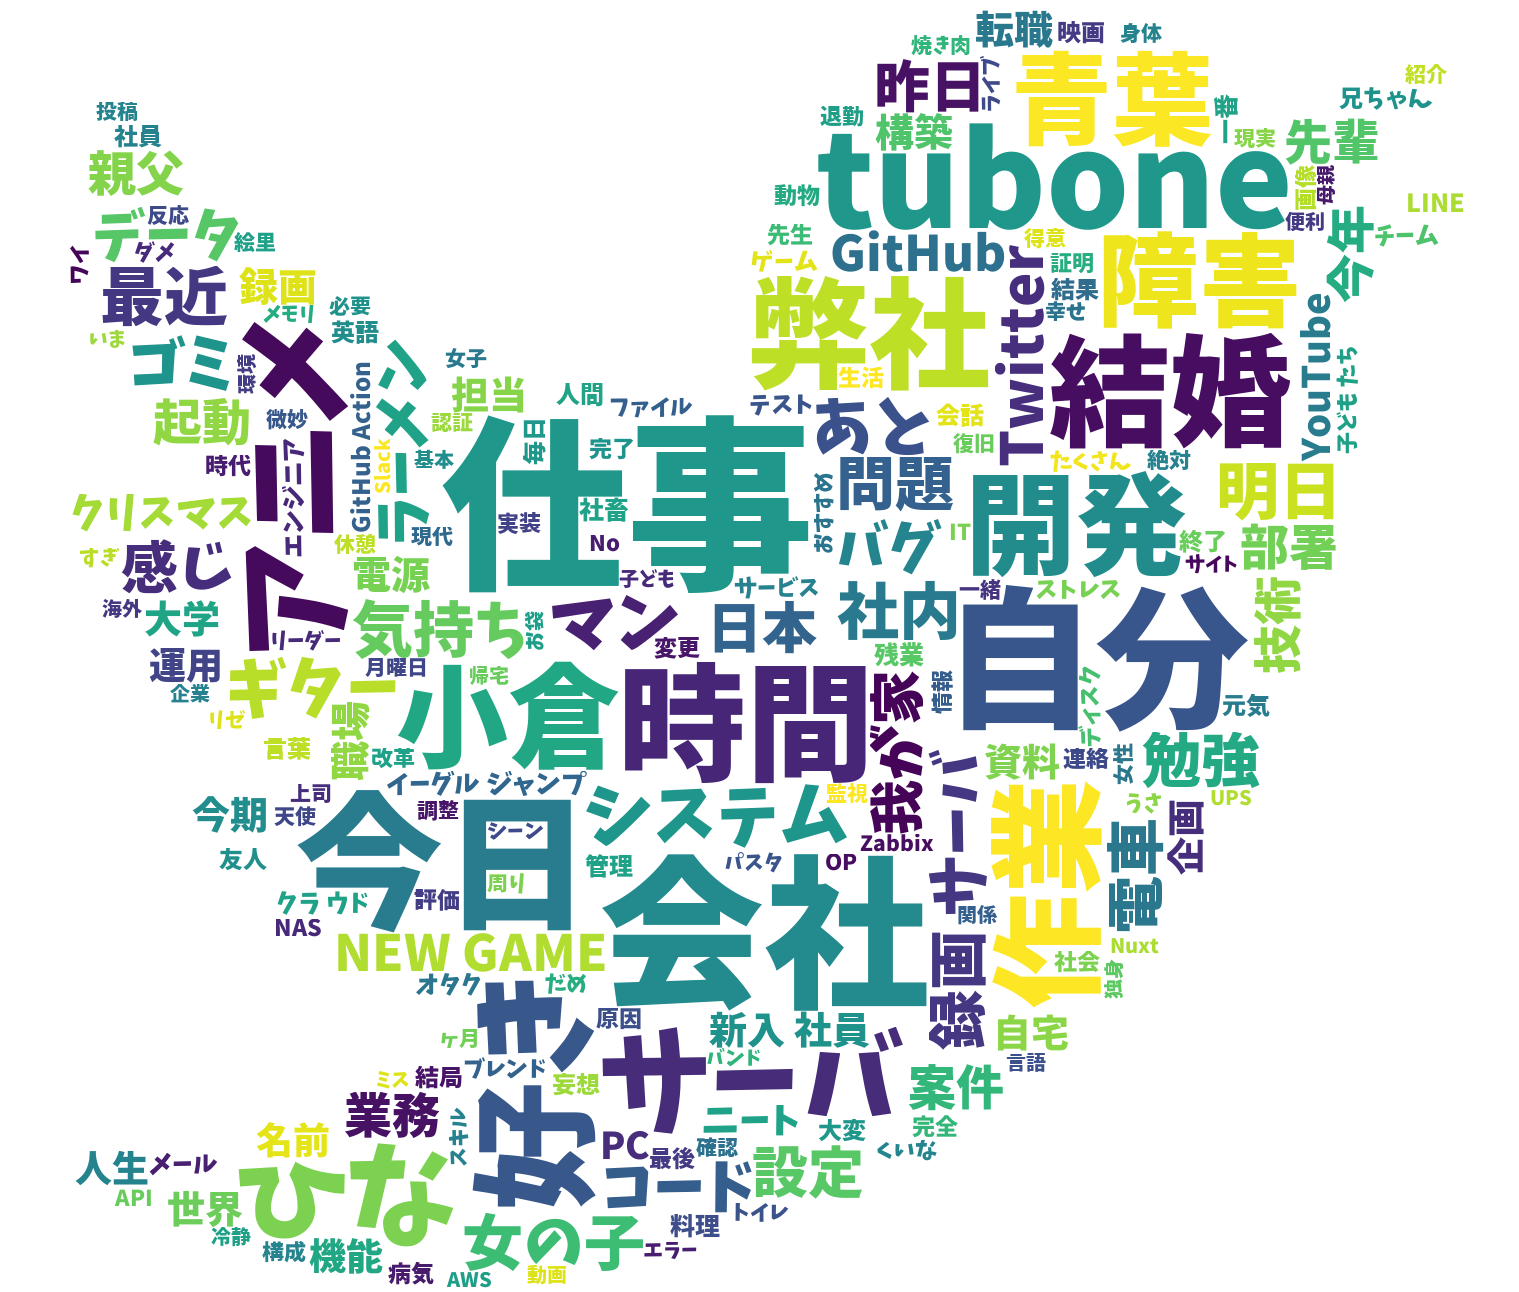 転職
映画
身体
焼き肉
昨日
ライブ
青葉
紹介
兄ちゃん
投稿
社員
退勤
構築
一番
現実
先輩
親父
tubone
画像
母親
動物
LINE
データ
反応
絵里
先生
GitHub
得意
便利
今年
チーム
ワイ
ダメ
ゲーム
証明
障害
最近
録画
メモリ
必要
英語
弊社
Twitter
結果
幸せ
YouTube
いま
ゴミ
環境
アニメ
GitHub Action
ラーメン
女子
担当
人間
ファイル
テスト
生活
あと
会話
結婚
子どもたち
起動
微妙
認証
毎日
完了
復旧
エンジニア
時代
Slack
基本
仕事
おすすめ
問題
たくさん
絶対
明日
クリスマス
休憩
現代
実装
社畜
No
バグ
IT
開発
終了
部署
すぎ
感じ
電源
子ども
サービス
サイト
一緒
ストレス
海外
大学
リーダー
気持ち
お袋
マン
変更
日本
社内
自分
技術
運用
企業
月曜日
帰宅
残業
情報
ディスク
元気
リゼ
ギター
小倉
時間
我が家
言葉
職場
改革
資料
連絡
女性
勉強
イーグル ジャンプ
サーバ
うさ
UPS
今期
上司
天使
調整
シーン
システム
監視
作業
電車
企画
友人
今日
管理
パスタ
OP
Zabbix
クラウド
周り
評価
会社
関係
NAS
NEW GAME
録画
社会
独身
Nuxt
オタク
だめ
好き
原因
新入 社員
自宅
ヶ月
ブレンド
妄想
サーバ
バンド
言語
ミス
結局
案件
業務
スキル
ニート
大変
完全
名前
PC
最後
確認
くいな
人生
メール
ひな
コード
設定
API
世界
トイレ
冷静
女の子
料理
構成
機能
エラー
病気
AWS
動画